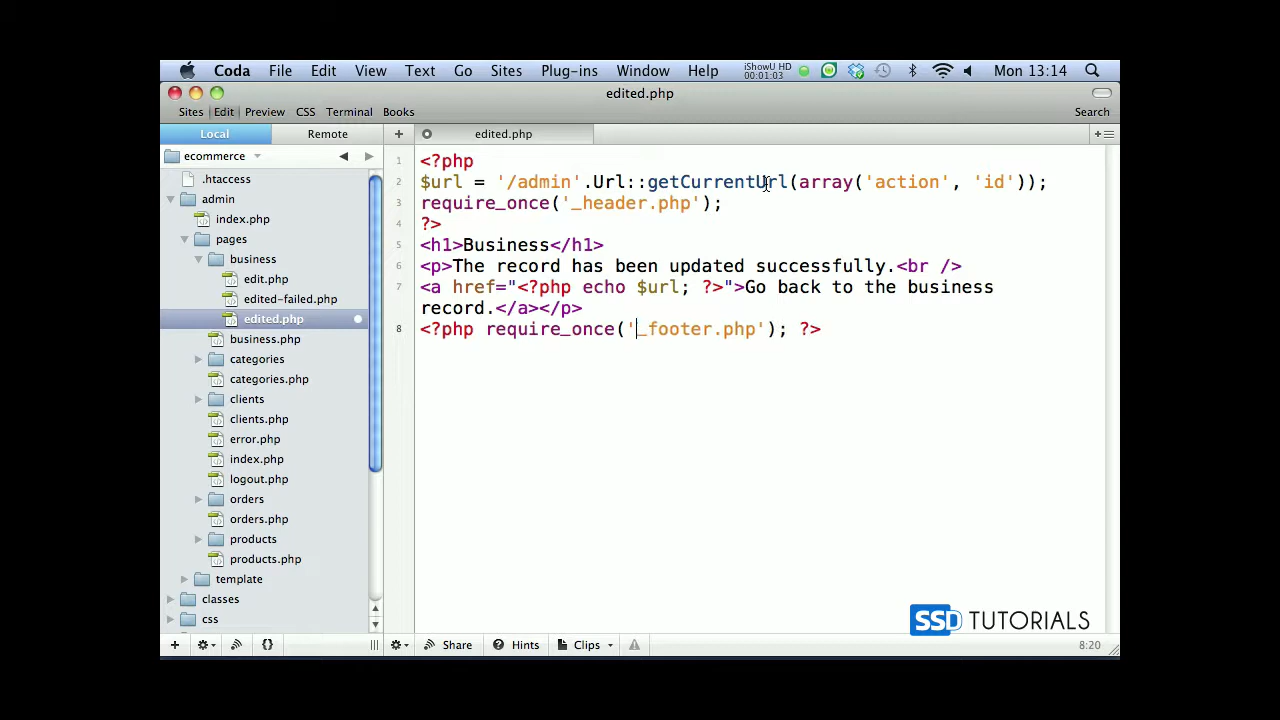 Coda File Edit View Text Go Sites Plug-ins Window Help iShowU HD 00:01:03 Mon 13:14
edited.php
Sites Edit Preview CSS Terminal Books Search
Local Remote + edited.php
ecommerce
.htaccess
admin
index.php
pages
business
edit.php
edited-failed.php
edited.php
business.php
categories
categories.php
clients
clients.php
error.php
index.php
logout.php
orders
orders.php
products
products.php
template
classes
css
1 <?php
2 $url = '/admin'.Url::getCurrentUrl(array('action', 'id'));
3 require_once('_header.php');
4 ?>
5 <h1>Business</h1>
6 <p>The record has been updated successfully.<br />
7 <a href="<?php echo $url; ?>">Go back to the business
record.</a></p>
8 <?php require_once('_footer.php'); ?>
SSD TUTORIALS
+ {} Share Hints Clips 8:20